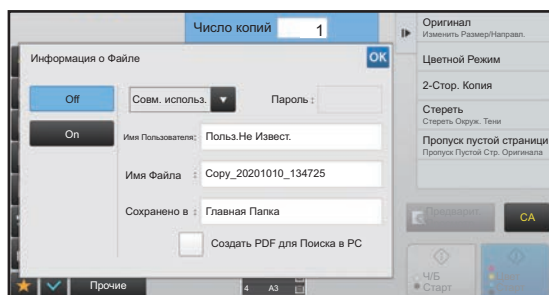 Число копий 1
Информация о Файле OK
Off
On
Совм. использ. Пароль :
Имя Пользователя: Польз.Не Извест.
Имя Файла : Copy_20201010_134725
Сохранено в : Главная Папка
Создать PDF для Поиска в PC
Оригинал
Изменить Размер/Направл.
Цветной Режим
2-Стор. Копия
Стереть
Стереть Окруж. Тени
Пропуск пустой страници
Пропуск Пустой Стр. Оригинала
Предварит.
CA
Ч/Б
Старт
Прочие
4 A3